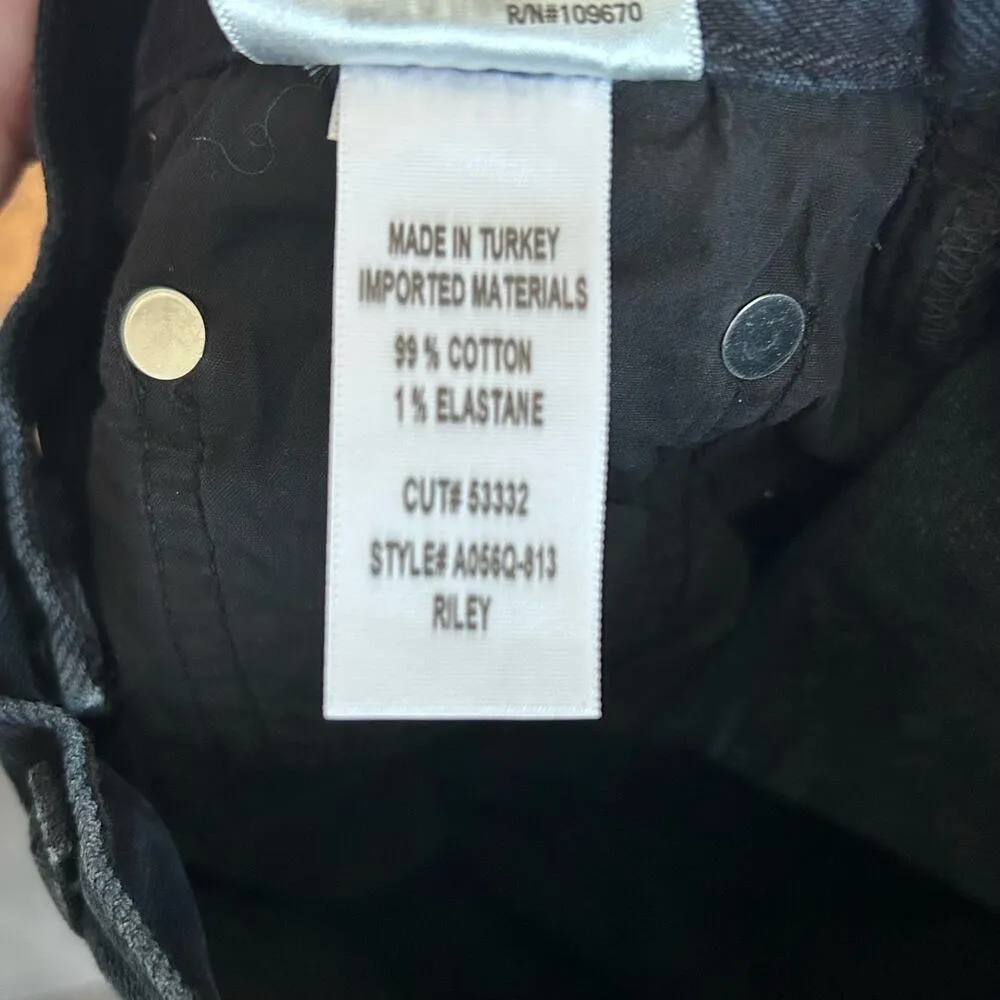 R/N#109670
MADE IN TURKEY
IMPORTED MATERIALS
99 % COTTON
1 % ELASTANE
CUT# 53332
STYLE# A056Q-813
RILEY